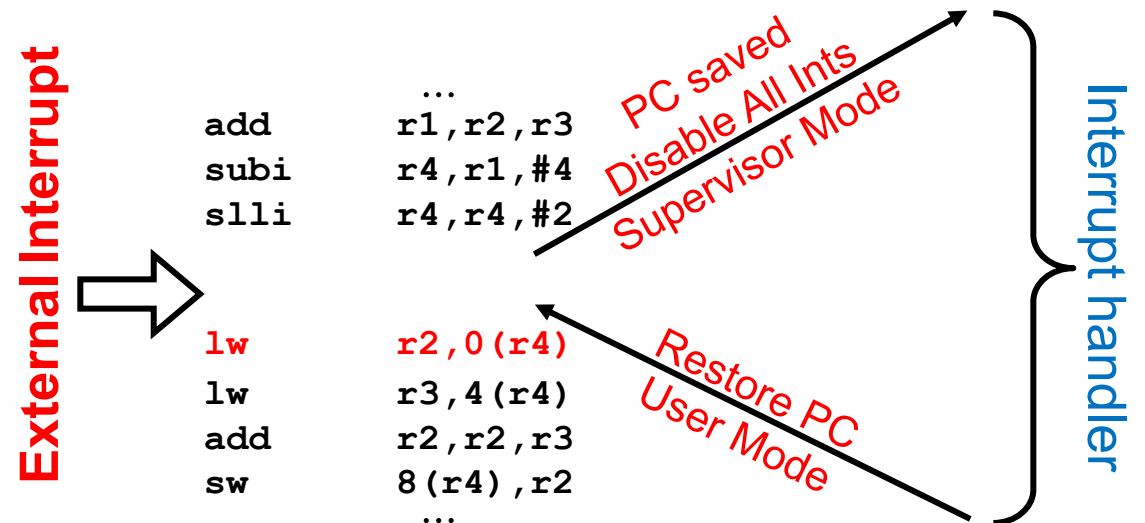 External Interrupt
...
add r1,r2,r3
subi r4,r1,#4
slli r4,r4,#2
lw r2,0(r4)
lw r3,4(r4)
add r2,r2,r3
sw 8(r4),r2
...
PC saved
Disable All Ints
Supervisor Mode
Restore PC
User Mode
Interrupt handler